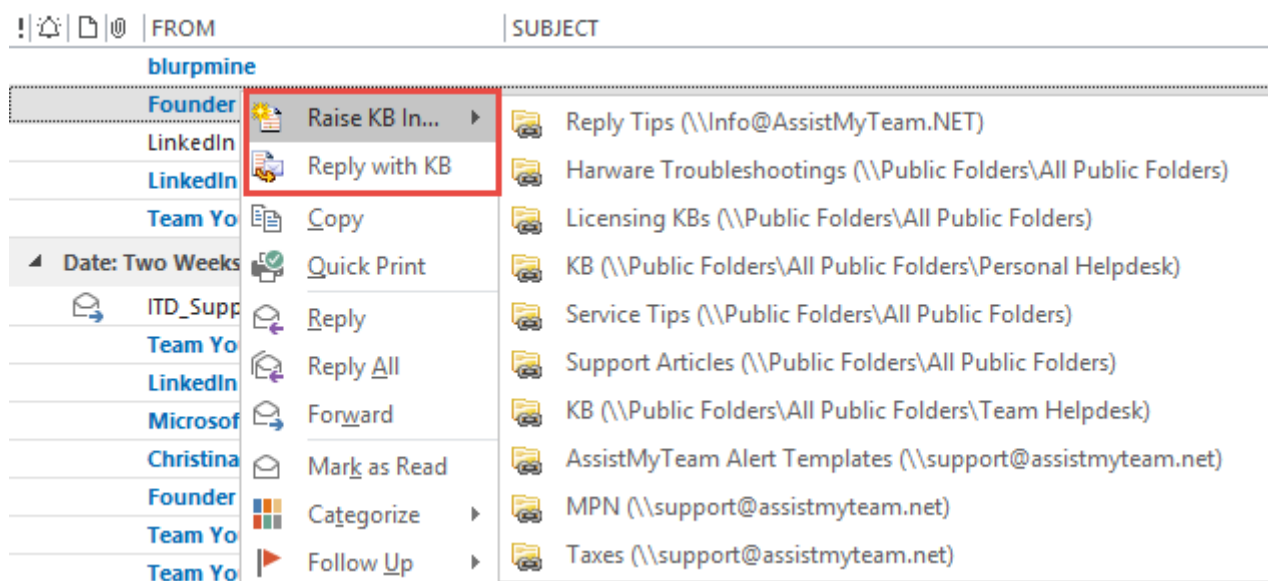 ! FROM SUBJECT
blurpmine
Founder
LinkedIn
LinkedIn
Team Yo
Date: Two Weeks
ITD_Supp
Team Yo
LinkedIn
Microsof
Christina
Founder
Team Yo
Team Yo
Raise KB In...
Reply with KB
Copy
Quick Print
Reply
Reply All
Forward
Mark as Read
Categorize
Follow Up
Reply Tips (\\Info@AssistMyTeam.NET)
Harware Troubleshootings (\\Public Folders\All Public Folders)
Licensing KBs (\\Public Folders\All Public Folders)
KB (\\Public Folders\All Public Folders\Personal Helpdesk)
Service Tips (\\Public Folders\All Public Folders)
Support Articles (\\Public Folders\All Public Folders)
KB (\\Public Folders\All Public Folders\Team Helpdesk)
AssistMyTeam Alert Templates (\\support@assistmyteam.net)
MPN (\\support@assistmyteam.net)
Taxes (\\support@assistmyteam.net)